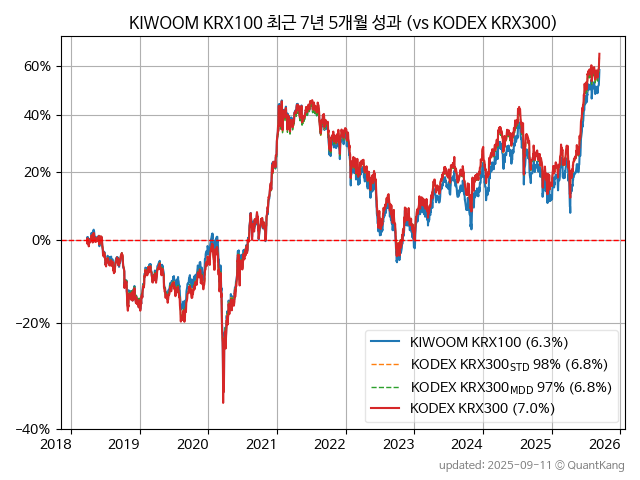 KIWOOM KRX100 최근 7년 5개월 성과 (vs KODEX KRX300)
60%
40%
20%
0%
−20%
−40%
KIWOOM KRX100 (6.3%)
KODEX KRX300STD 98% (6.8%)
KODEX KRX300MDD 97% (6.8%)
KODEX KRX300 (7.0%)
2018 2019 2020 2021 2022 2023 2024 2025 2026
updated: 2025-09-11 © QuantKang